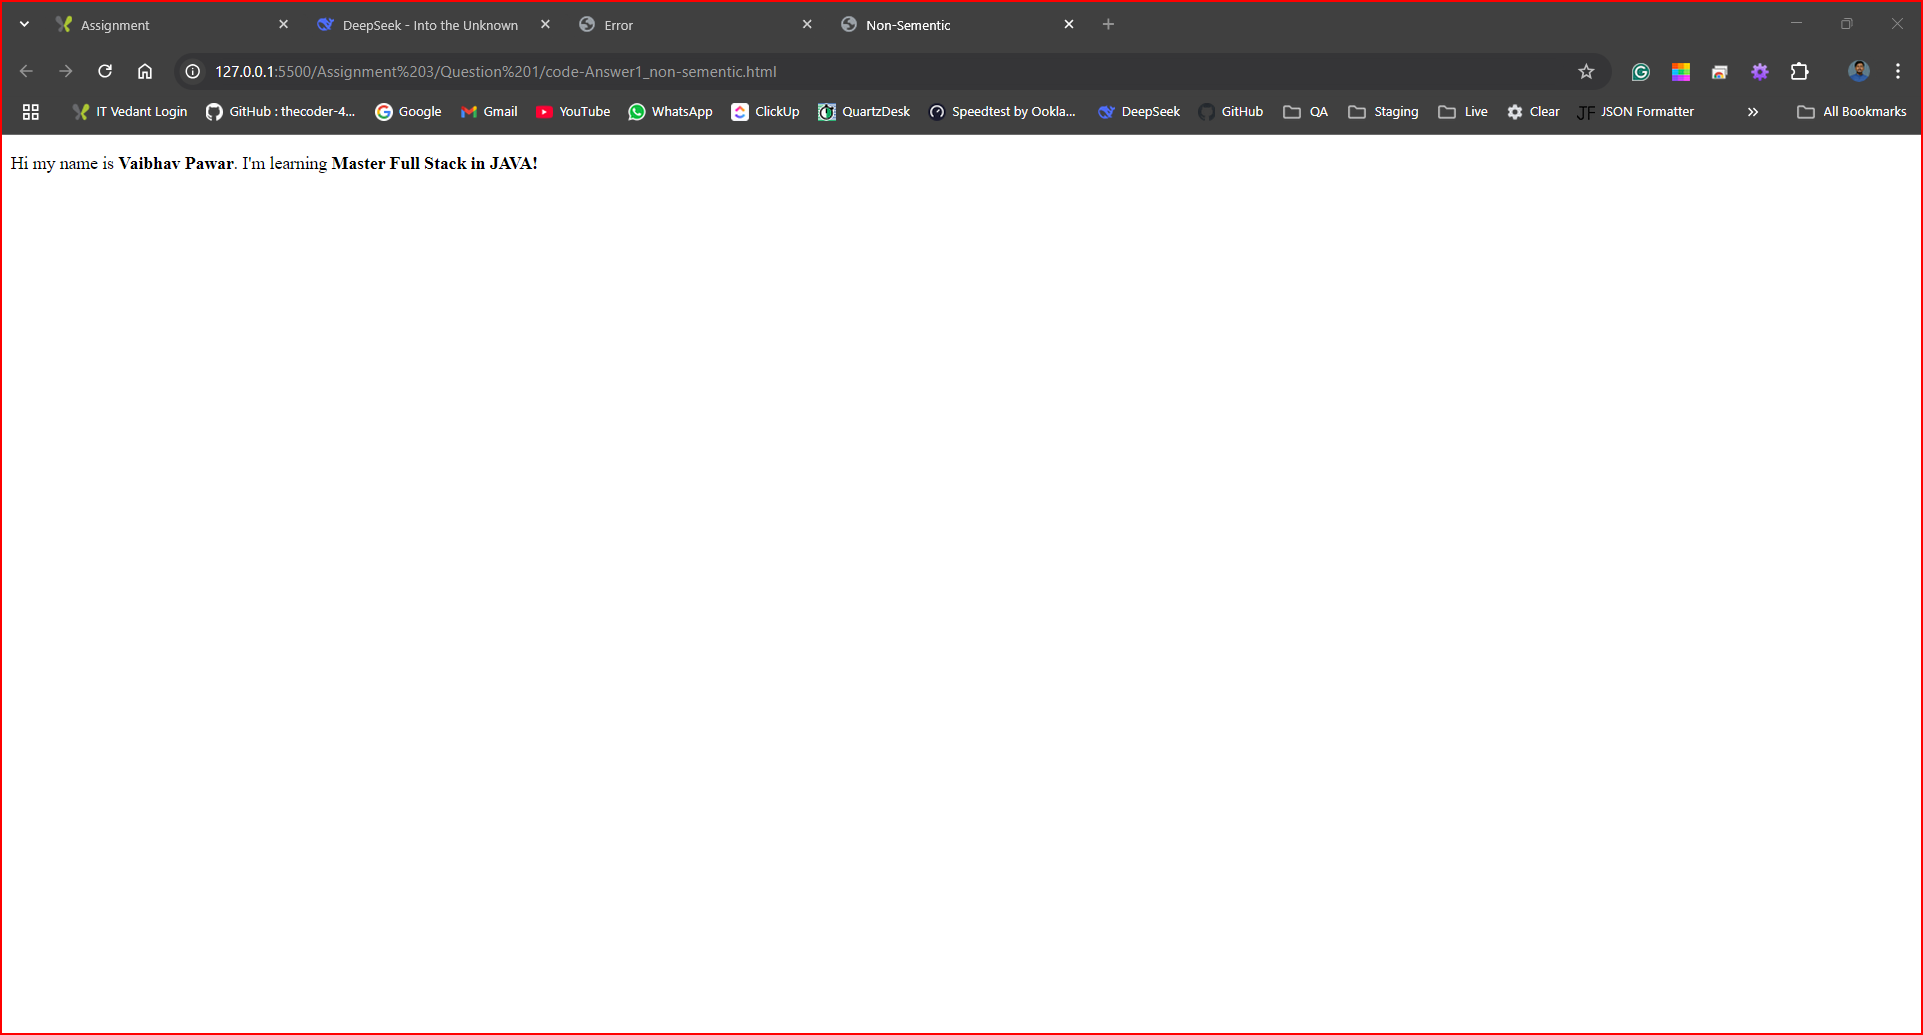 Assignment
DeepSeek - Into the Unknown
Error
Non-Sementic
127.0.0.1:5500/Assignment%203/Question%201/code-Answer1_non-sementic.html
IT Vedant Login
GitHub : thecoder-4...
Google
Gmail
YouTube
WhatsApp
ClickUp
QuartzDesk
Speedtest by Ookla...
DeepSeek
GitHub
QA
Staging
Live
Clear
JF JSON Formatter
All Bookmarks
Hi my name is Vaibhav Pawar. I'm learning Master Full Stack in JAVA!